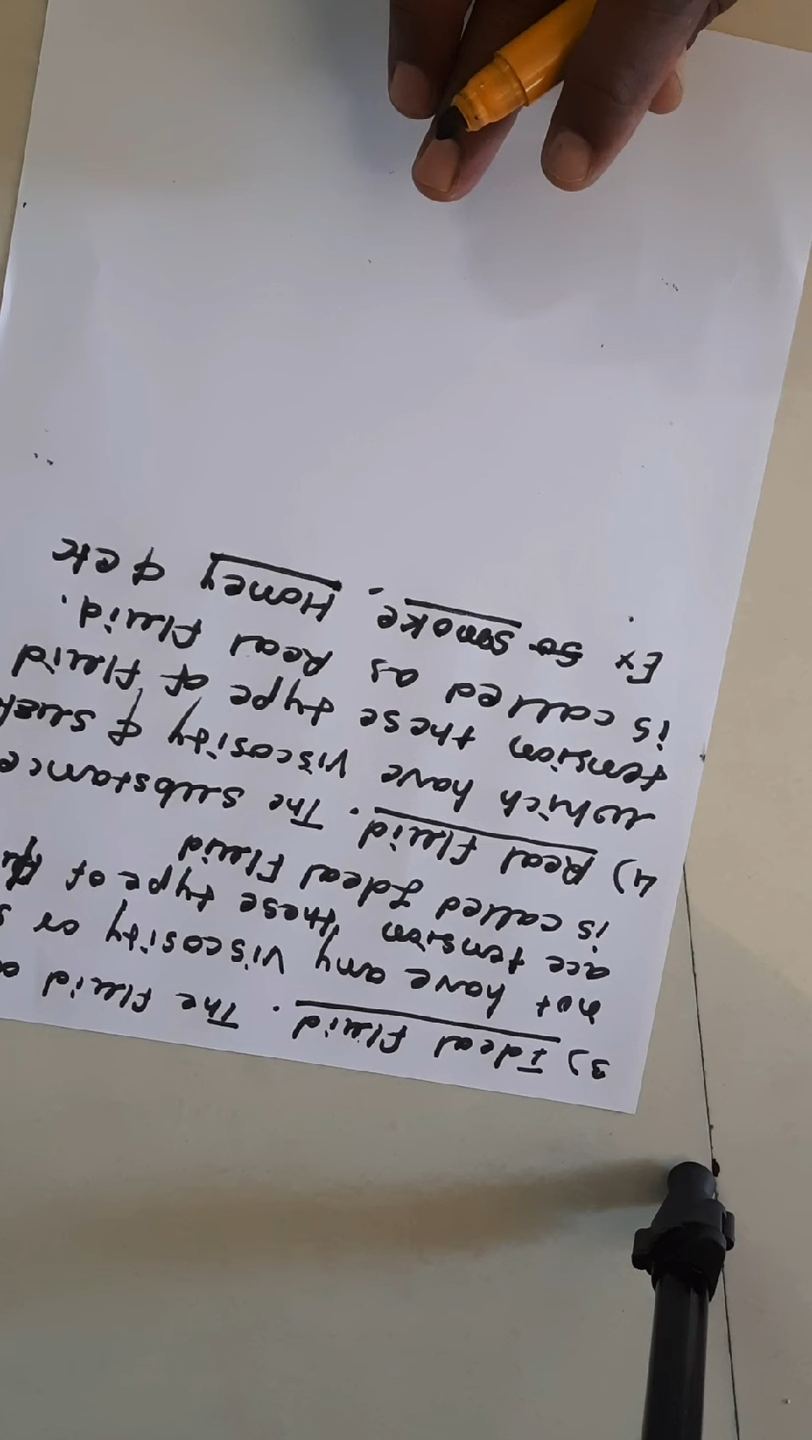 3) Ideal Fluid. The Fluid
not have any viscosity or
ace tension these type of
is called Ideal Fluid
4) Real Fluid. The substance
which have viscosity &
tension these type of Fluid
is called as Real Fluid.
Ex Smoke, Honey & etc